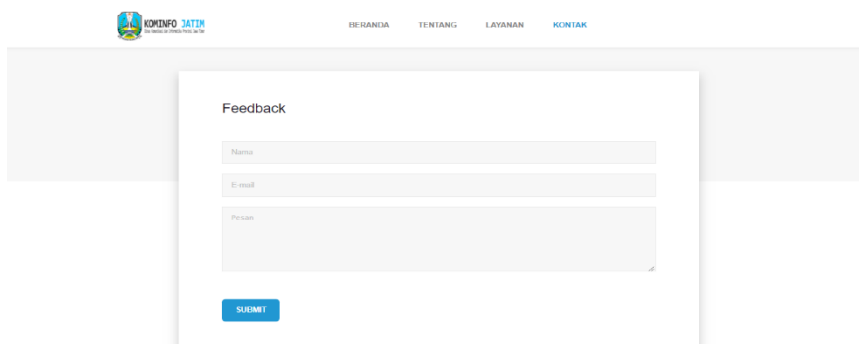 KOMINFO JATIM
BERANDA TENTANG LAYANAN KONTAK
Feedback
Nama
E-mail
Pesan
SUBMIT